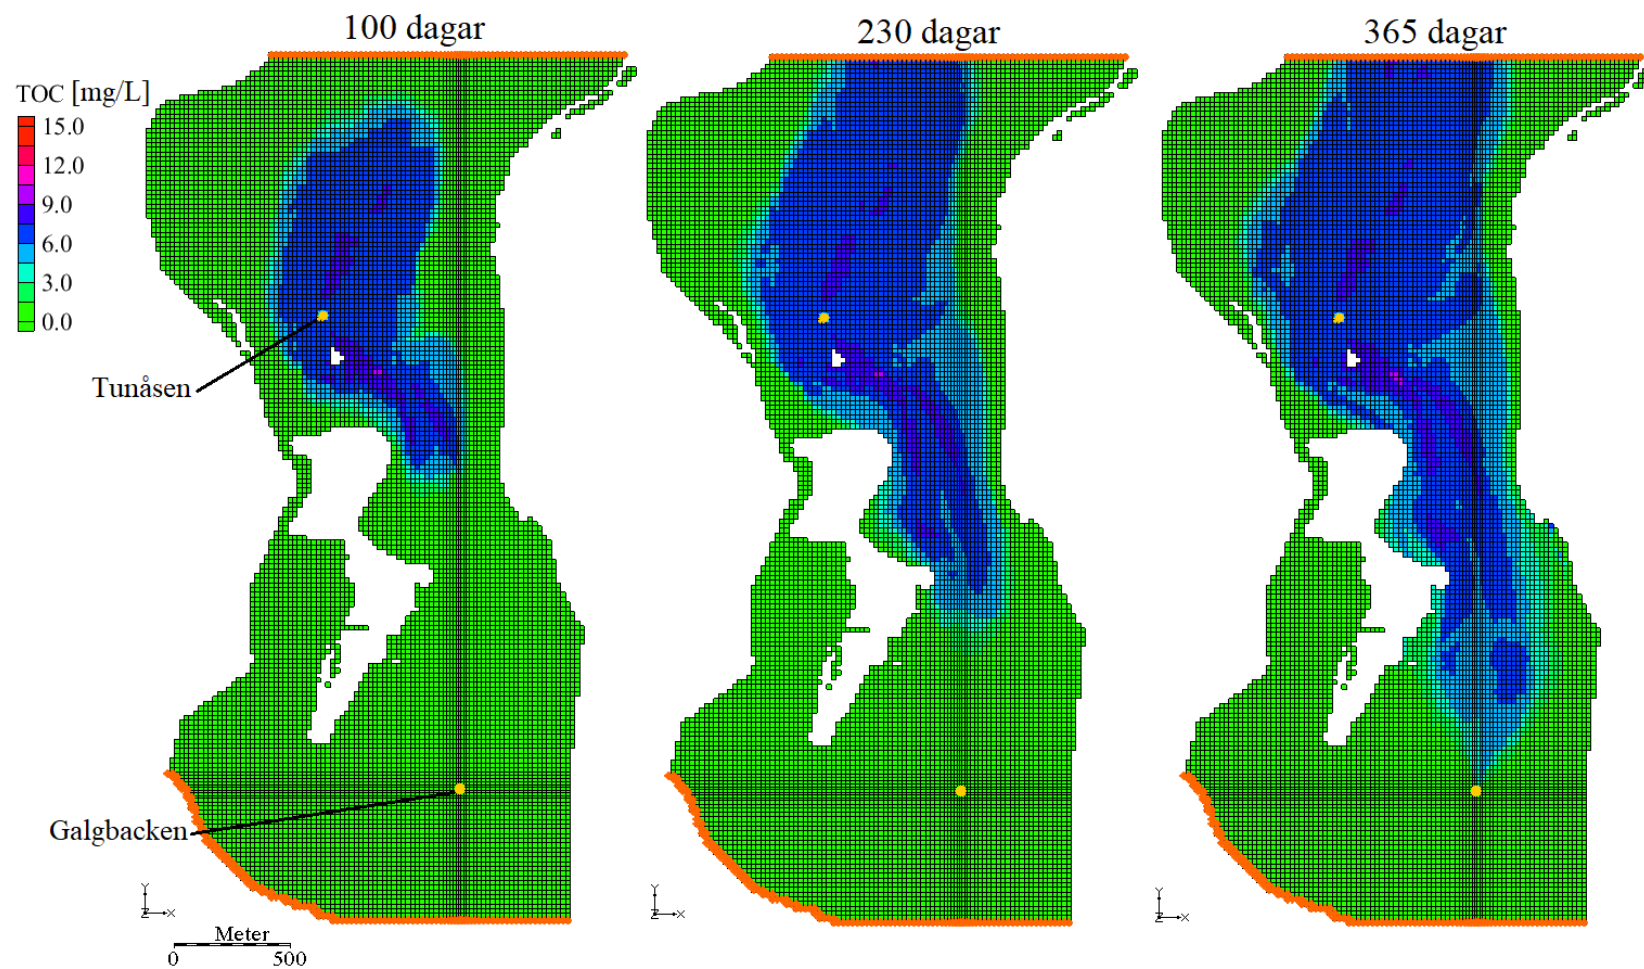 100 dagar
230 dagar
365 dagar
TOC [mg/L]
15.0
12.0
9.0
6.0
3.0
0.0
Tunåsen
Galgbacken
Y
Z X
Y
Z X
Y
Z X
Meter
0 500